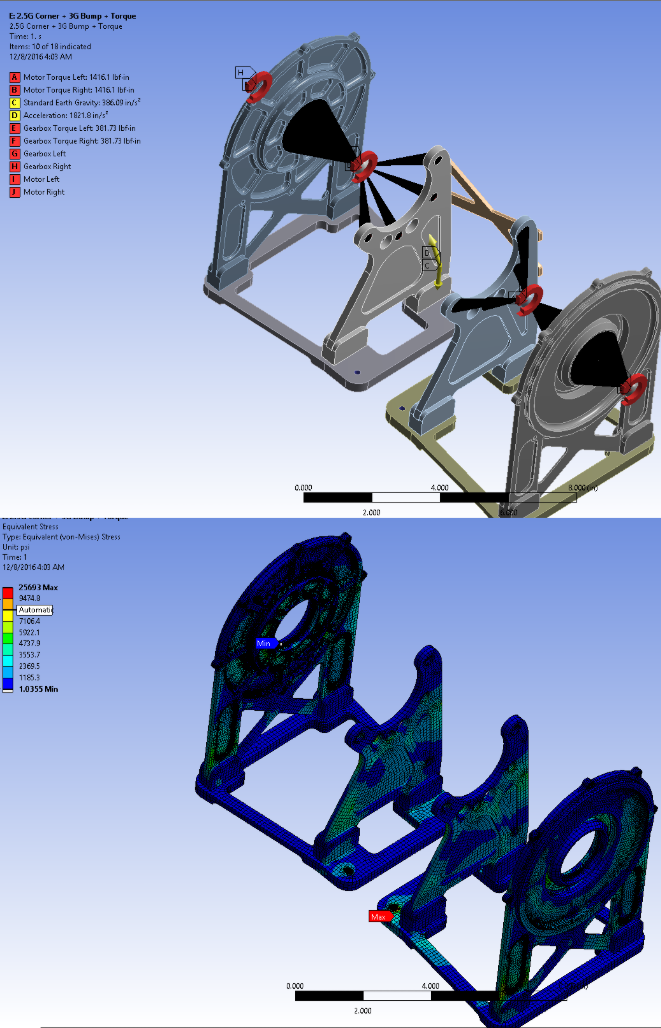 E: 2.5G Corner + 3G Bump + Torque
2.5G Corner + 3G Bump + Torque
Time: 1. s
Items: 10 of 18 indicated
12/8/2016 4:03 AM
A Motor Torque Left: 1416.1 lbf·in
B Motor Torque Right: 1416.1 lbf·in
C Standard Earth Gravity: 386.09 in/s²
D Acceleration: 1821.8 in/s²
E Gearbox Torque Left: 381.73 lbf·in
F Gearbox Torque Right: 381.73 lbf·in
G Gearbox Left
H Gearbox Right
I Motor Left
J Motor Right
H
D
C
0.000 4.000 8.000 (in)
2.000 6.000
Equivalent Stress
Type: Equivalent (von-Mises) Stress
Unit: psi
Time: 1
12/8/2016 4:03 AM
25693 Max
9474.8
Automatic
7106.4
5922.1
4737.9
3553.7
2369.5
1185.3
1.0355 Min
Min
Max
0.000 4.000
2.000